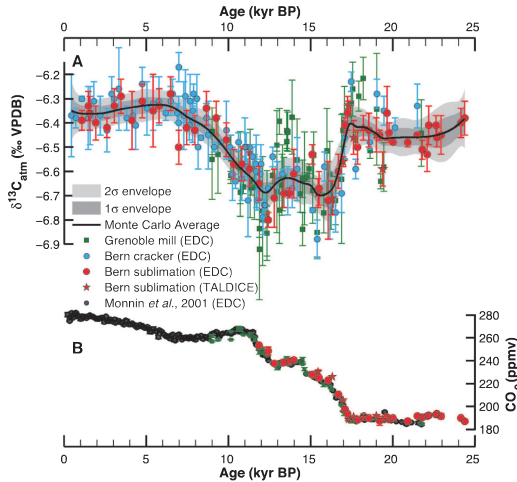 Age (kyr BP)
0 5 10 15 20 25
A
δ¹³Catm (‰ VPDB)
-6.2
-6.3
-6.4
-6.5
-6.6
-6.7
-6.8
-6.9
2σ envelope
1σ envelope
Monte Carlo Average
Grenoble mill (EDC)
Bern cracker (EDC)
Bern sublimation (EDC)
Bern sublimation (TALDICE)
Monnin et al., 2001 (EDC)
B
280
260
240
220
200
180
0 5 10 15 20 25
Age (kyr BP)